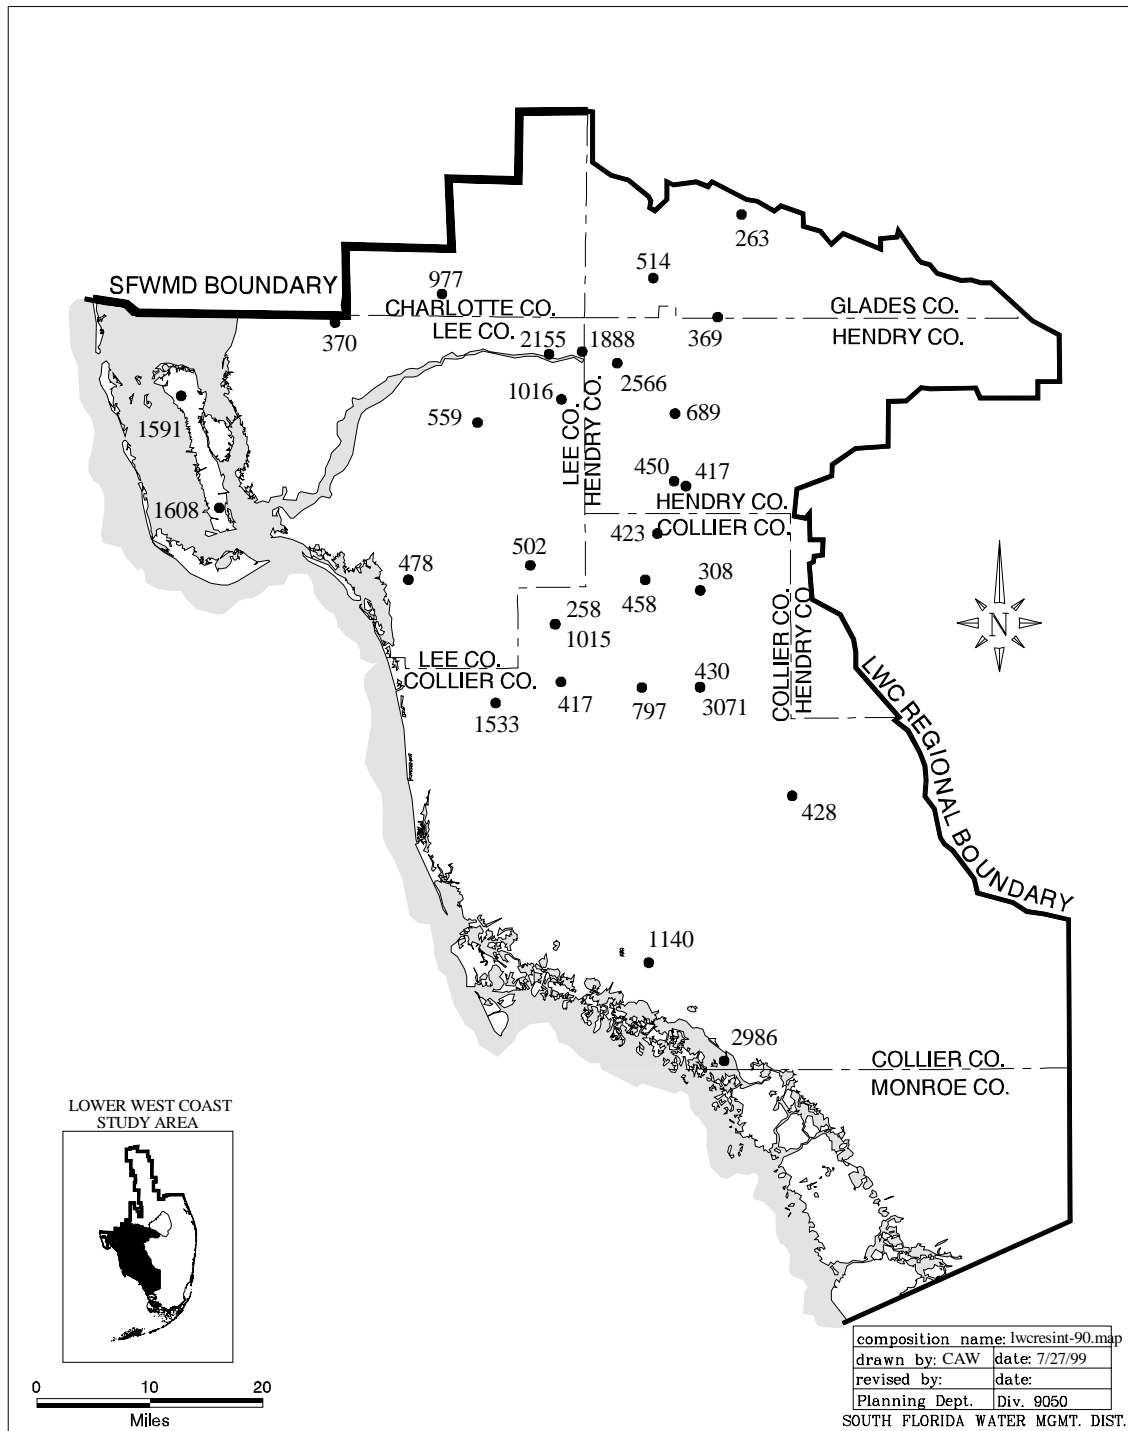 263
514
977
SFWMD BOUNDARY
CHARLOTTE CO.
LEE CO.
GLADES CO.
HENDRY CO.
370
369
2155
1888
2566
1016
559
689
1591
LEE CO.
HENDRY CO.
450
417
HENDRY CO.
COLLIER CO.
1608
423
502
478
308
458
258
1015
COLLIER CO.
HENDRY CO.
N
LEE CO.
COLLIER CO.
LWC REGIONAL BOUNDARY
430
3071
417
797
1533
428
1140
2986
COLLIER CO.
MONROE CO.
LOWER WEST COAST
STUDY AREA
composition name: lwcresint-90.map
drawn by: CAW date: 7/27/99
revised by: date:
Planning Dept. Div. 9050
SOUTH FLORIDA WATER MGMT. DIST.
0 10 20
Miles